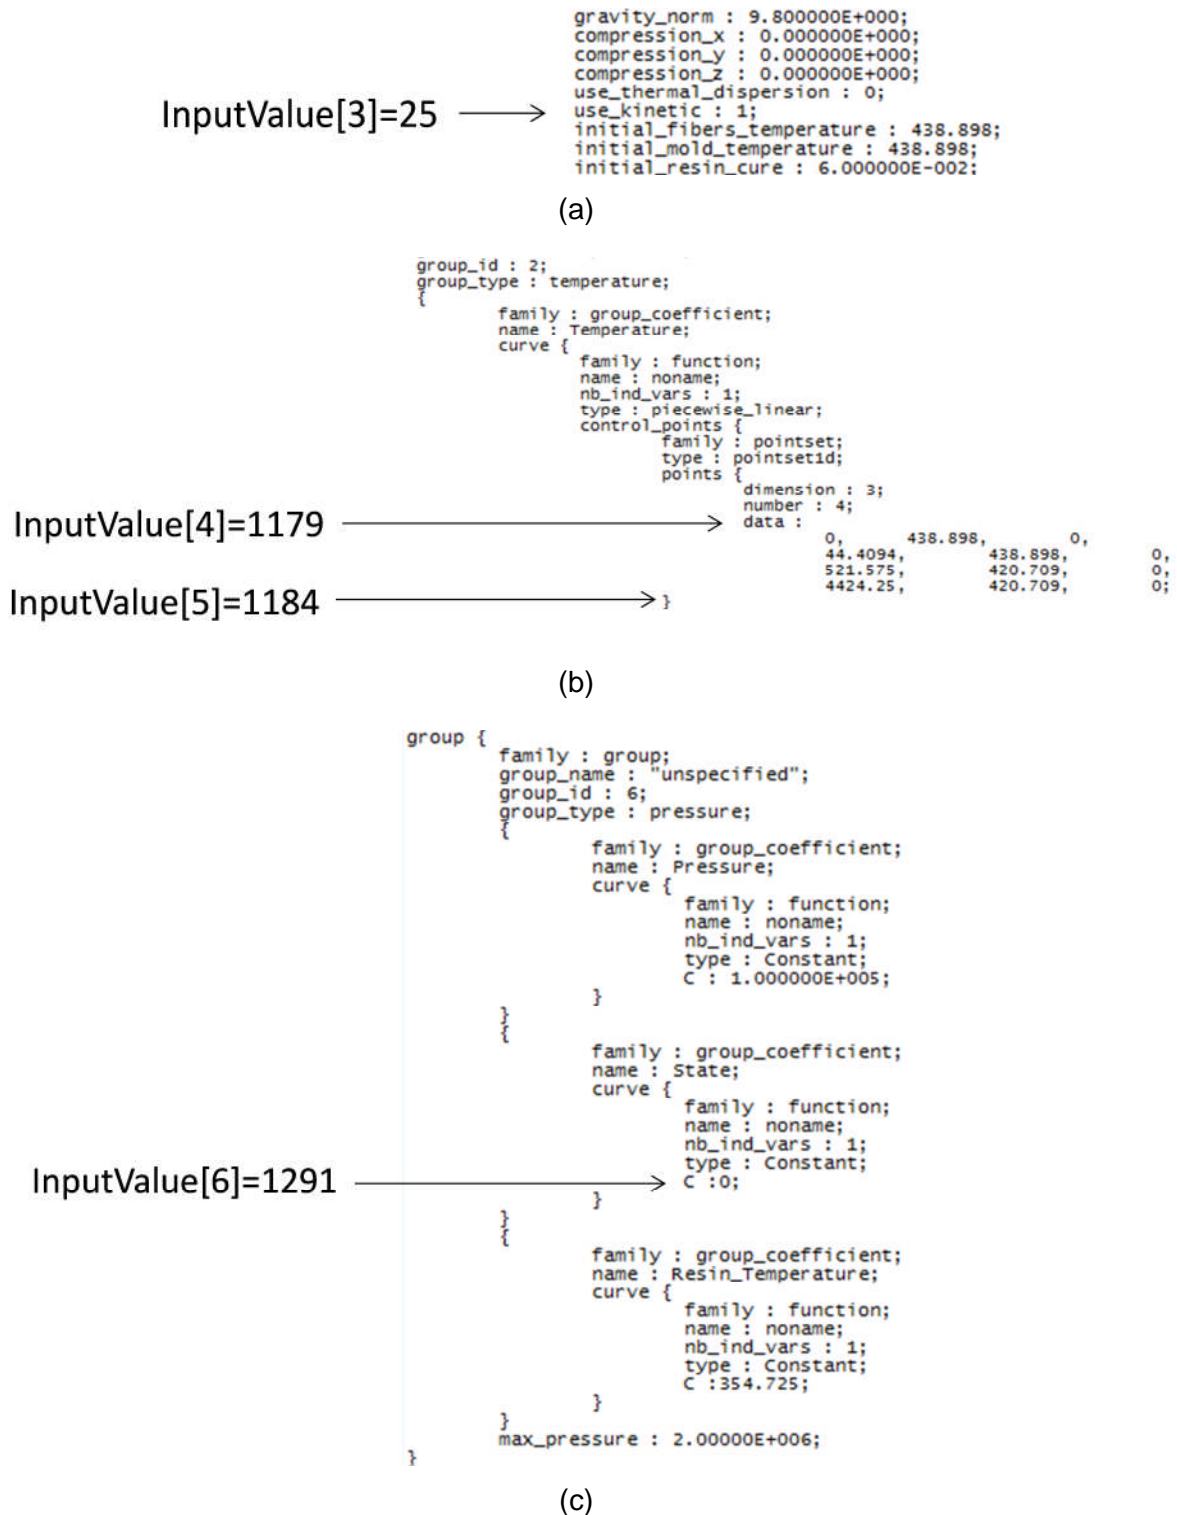 gravity_norm : 9.800000E+000;
compression_x : 0.000000E+000;
compression_y : 0.000000E+000;
compression_z : 0.000000E+000;
use_thermal_dispersion : 0;
InputValue[3]=25
use_kinetic : 1;
initial_fibers_temperature : 438.898;
initial_mold_temperature : 438.898;
initial_resin_cure : 6.000000E-002;
(a)
group_id : 2;
group_type : temperature;
{
family : group_coefficient;
name : Temperature;
curve {
family : function;
name : noname;
nb_ind_vars : 1;
type : piecewise_linear;
control_points {
family : pointset;
type : pointset1d;
points {
dimension : 3;
number : 4;
InputValue[4]=1179
data :
0, 438.898, 0,
44.4094, 438.898, 0,
521.575, 420.709, 0,
4424.25, 420.709, 0;
InputValue[5]=1184
}
(b)
group {
family : group;
group_name : "unspecified";
group_id : 6;
group_type : pressure;
{
family : group_coefficient;
name : Pressure;
curve {
family : function;
name : noname;
nb_ind_vars : 1;
type : Constant;
C : 1.000000E+005;
}
}
{
family : group_coefficient;
name : State;
curve {
family : function;
name : noname;
nb_ind_vars : 1;
type : Constant;
InputValue[6]=1291
C :0;
}
}
{
family : group_coefficient;
name : Resin_Temperature;
curve {
family : function;
name : noname;
nb_ind_vars : 1;
type : Constant;
C :354.725;
}
}
max_pressure : 2.00000E+006;
}
(c)